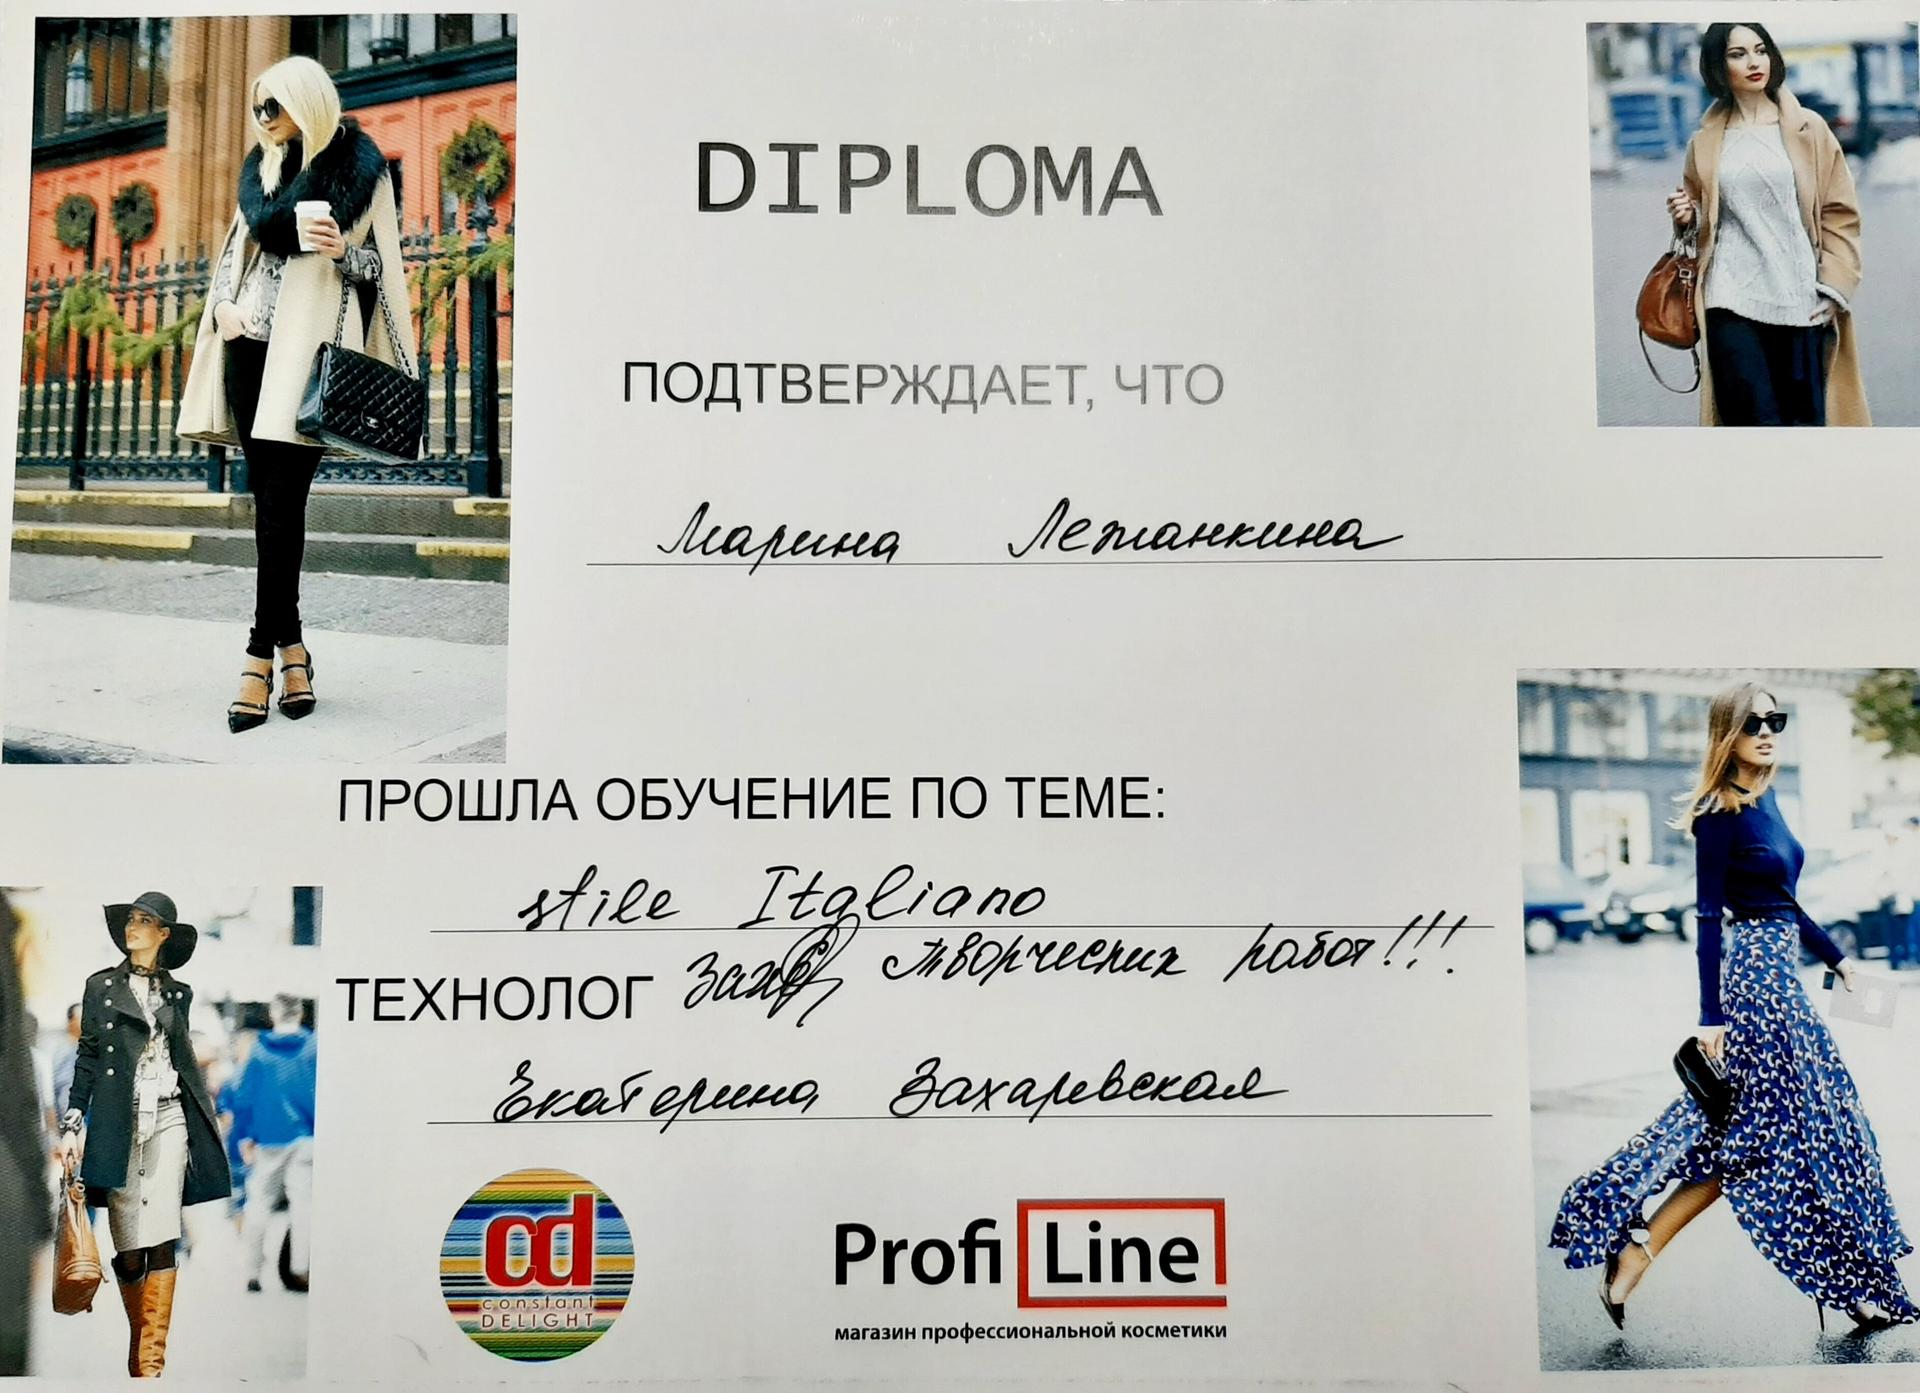 DIPLOMA
ПОДТВЕРЖДАЕТ, ЧТО
Марина Лежанкина
ПРОШЛА ОБУЧЕНИЕ ПО ТЕМЕ:
stile Italiano
ТЕХНОЛОГ творческих работ!!!
Екатерина Захаревская
cd
constant
DELIGHT
Profi Line
магазин профессиональной косметики